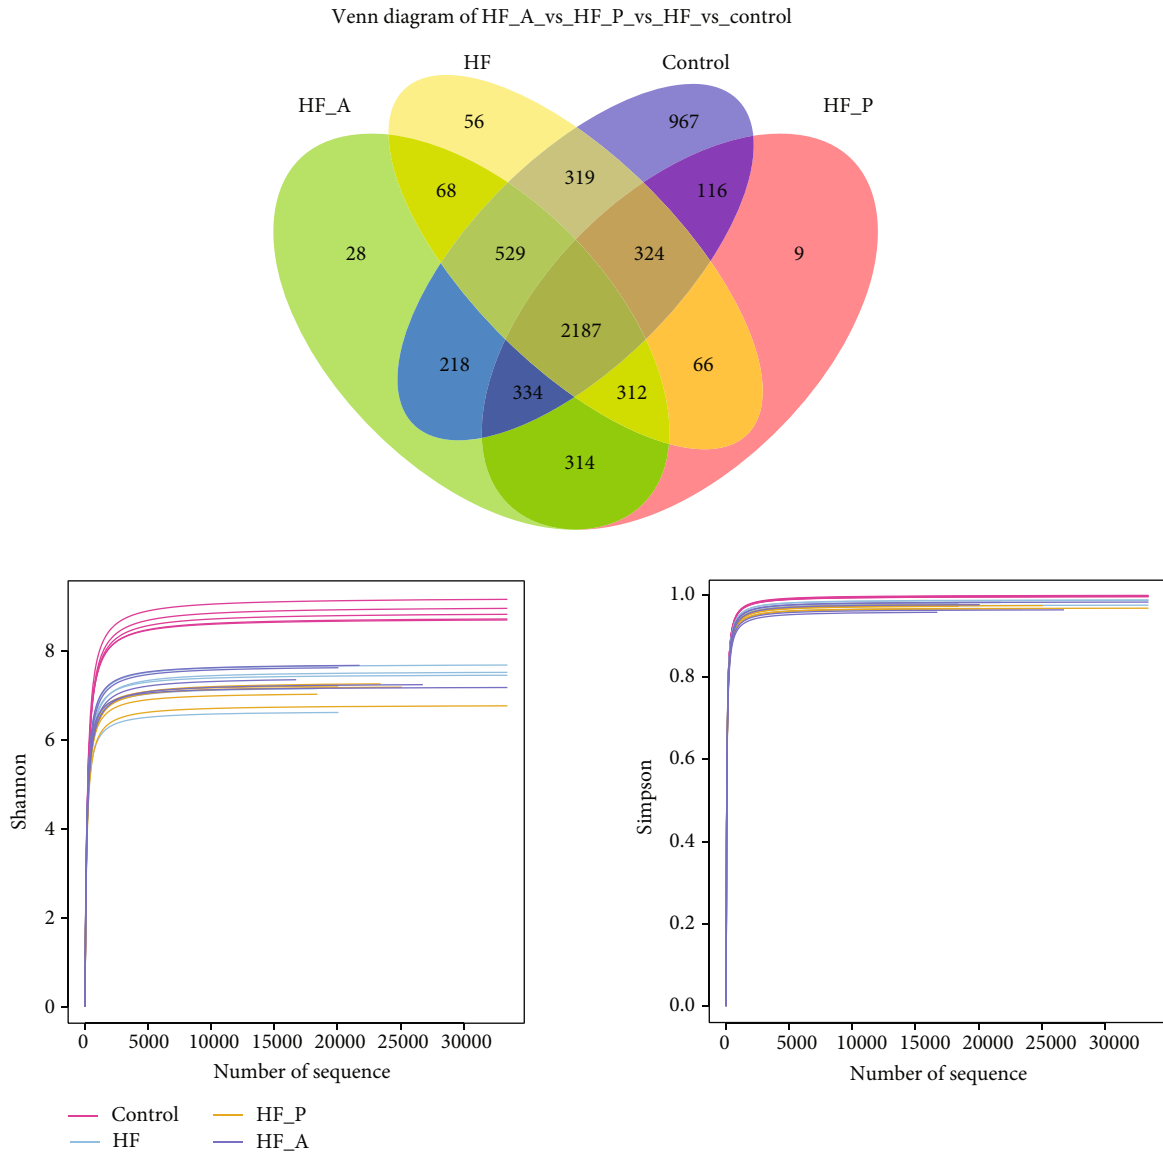 Venn diagram of HF_A_vs_HF_P_vs_HF_vs_control
HF
Control
HF_A
HF_P
56
967
319
68
116
28
529
324
9
2187
218
66
334
312
314
8
6
4
2
0
Shannon
0 5000 10000 15000 20000 25000 30000
Number of sequence
1.0
0.8
0.6
0.4
0.2
0.0
Simpson
0 5000 10000 15000 20000 25000 30000
Number of sequence
Control
HF_P
HF
HF_A